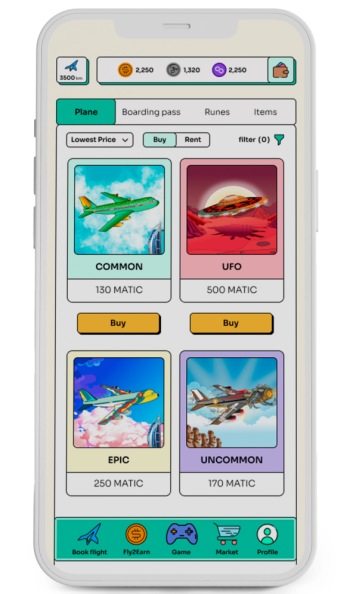 3500 km
2,250
1,320
2,250
Plane
Boarding pass
Runes
Items
Lowest Price
Buy
Rent
filter (0)
COMMON
130 MATIC
UFO
500 MATIC
Buy
Buy
EPIC
250 MATIC
UNCOMMON
170 MATIC
Book flight
Fly2Earn
Game
Market
Profile